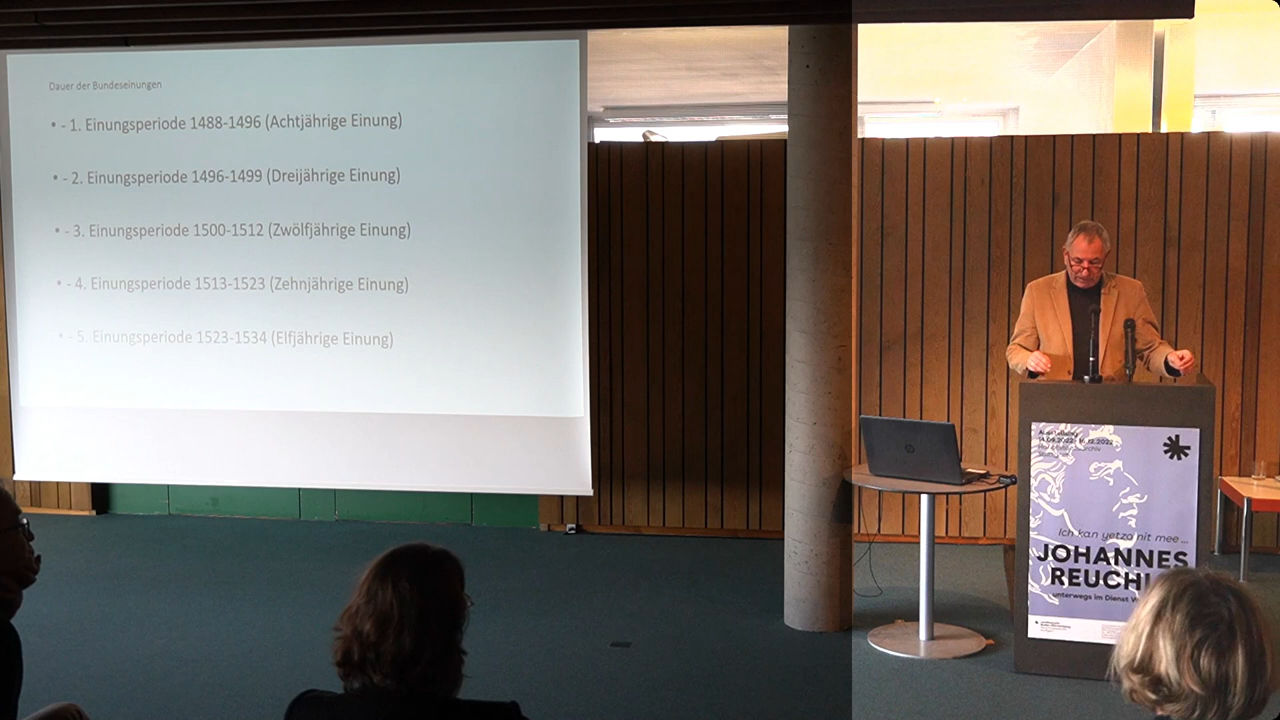 Dauer der Bundeseinungen
• - 1. Einungsperiode 1488-1496 (Achtjährige Einung)
• - 2. Einungsperiode 1496-1499 (Dreijährige Einung)
• - 3. Einungsperiode 1500-1512 (Zwölfjährige Einung)
• - 4. Einungsperiode 1513-1523 (Zehnjährige Einung)
• - 5. Einungsperiode 1523-1534 (Elfjährige Einung)
Ich kan yetzo nit mee...
JOHANNES
REUCHL
unterwegs im Dienst